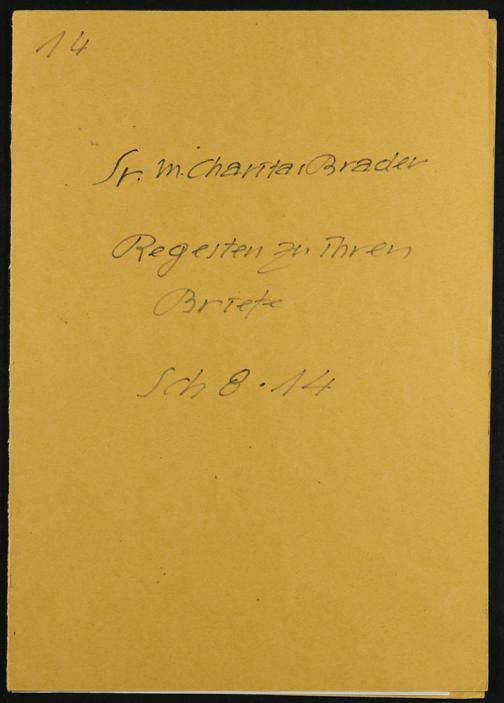 14
Sr. M. Charitas Brader
Regesten zu ihren
Briefe
Sch 8.14